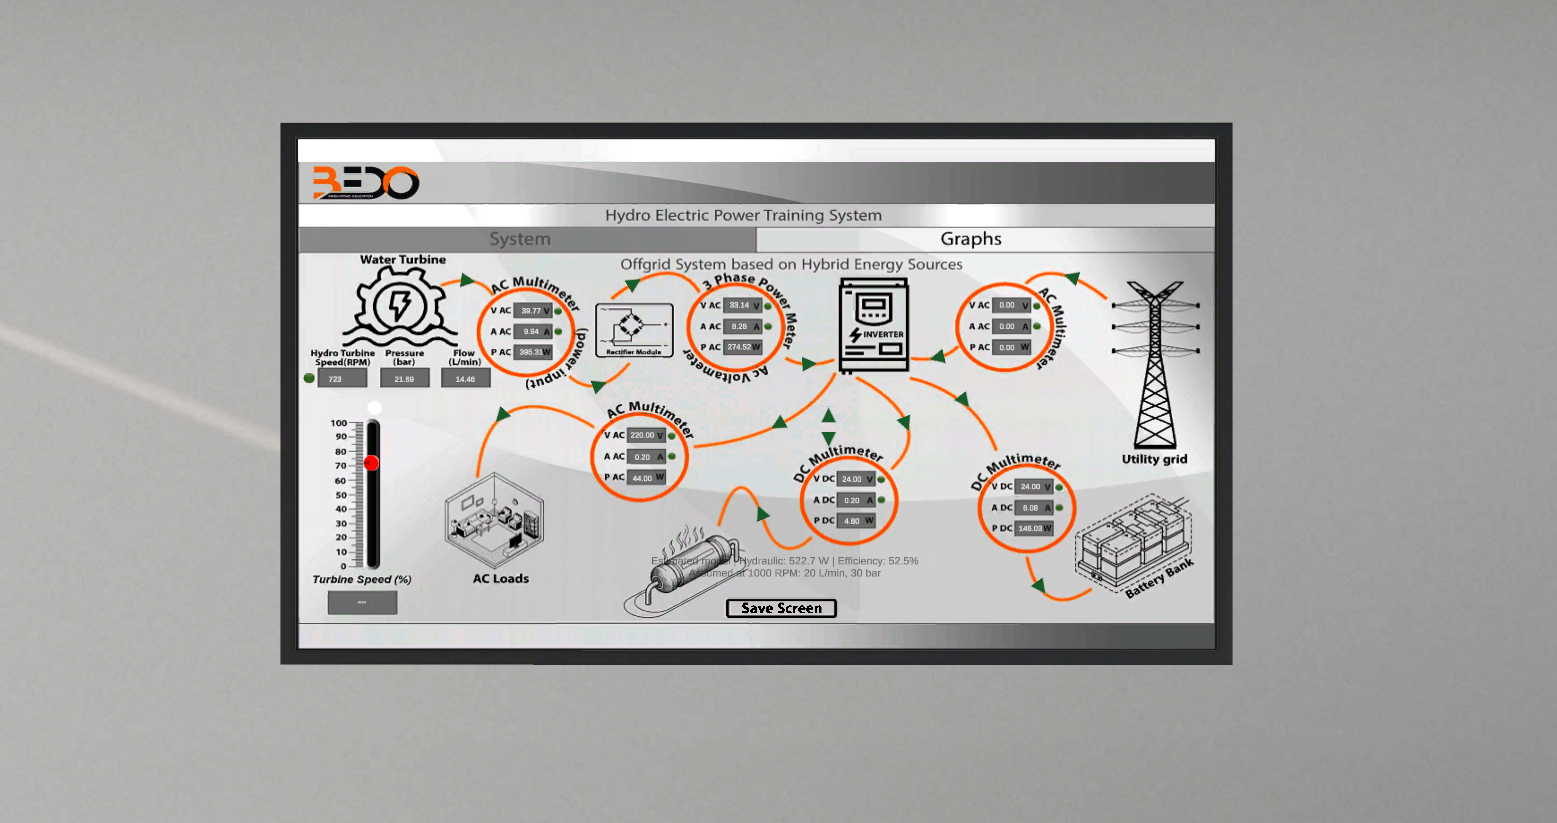 BEDO
Hydro Electric Power Training System
System
Graphs
Water Turbine
Offgrid System based on Hybrid Energy Sources
AC Multimeter
(power input)
V AC 39.77 V
A AC 9.94 A
P AC 395.31 W
Rectifier Module
3 Phase Power Meter
Ac Voltameter
V AC 33.14 V
A AC 8.28 A
P AC 274.52 W
INVERTER
AC Multimeter
V AC 0.00 V
A AC 0.00 A
P AC 0.00 W
Utility grid
Hydro Turbine Speed(RPM)
723
Pressure (bar)
21.69
Flow (L/min)
14.46
100
90
80
70
60
50
40
30
20
10
0
Turbine Speed (%)
AC Multimeter
V AC 220.00 V
A AC 0.20 A
P AC 44.00 W
AC Loads
DC Multimeter
V DC 24.00 V
A DC 0.20 A
P DC 4.80 W
DC Multimeter
V DC 24.00 V
A DC 6.08 A
P DC 146.03 W
Battery Bank
Hydraulic: 522.7 W | Efficiency: 52.5%
Assumed at 1000 RPM: 20 L/min, 30 bar
Save Screen